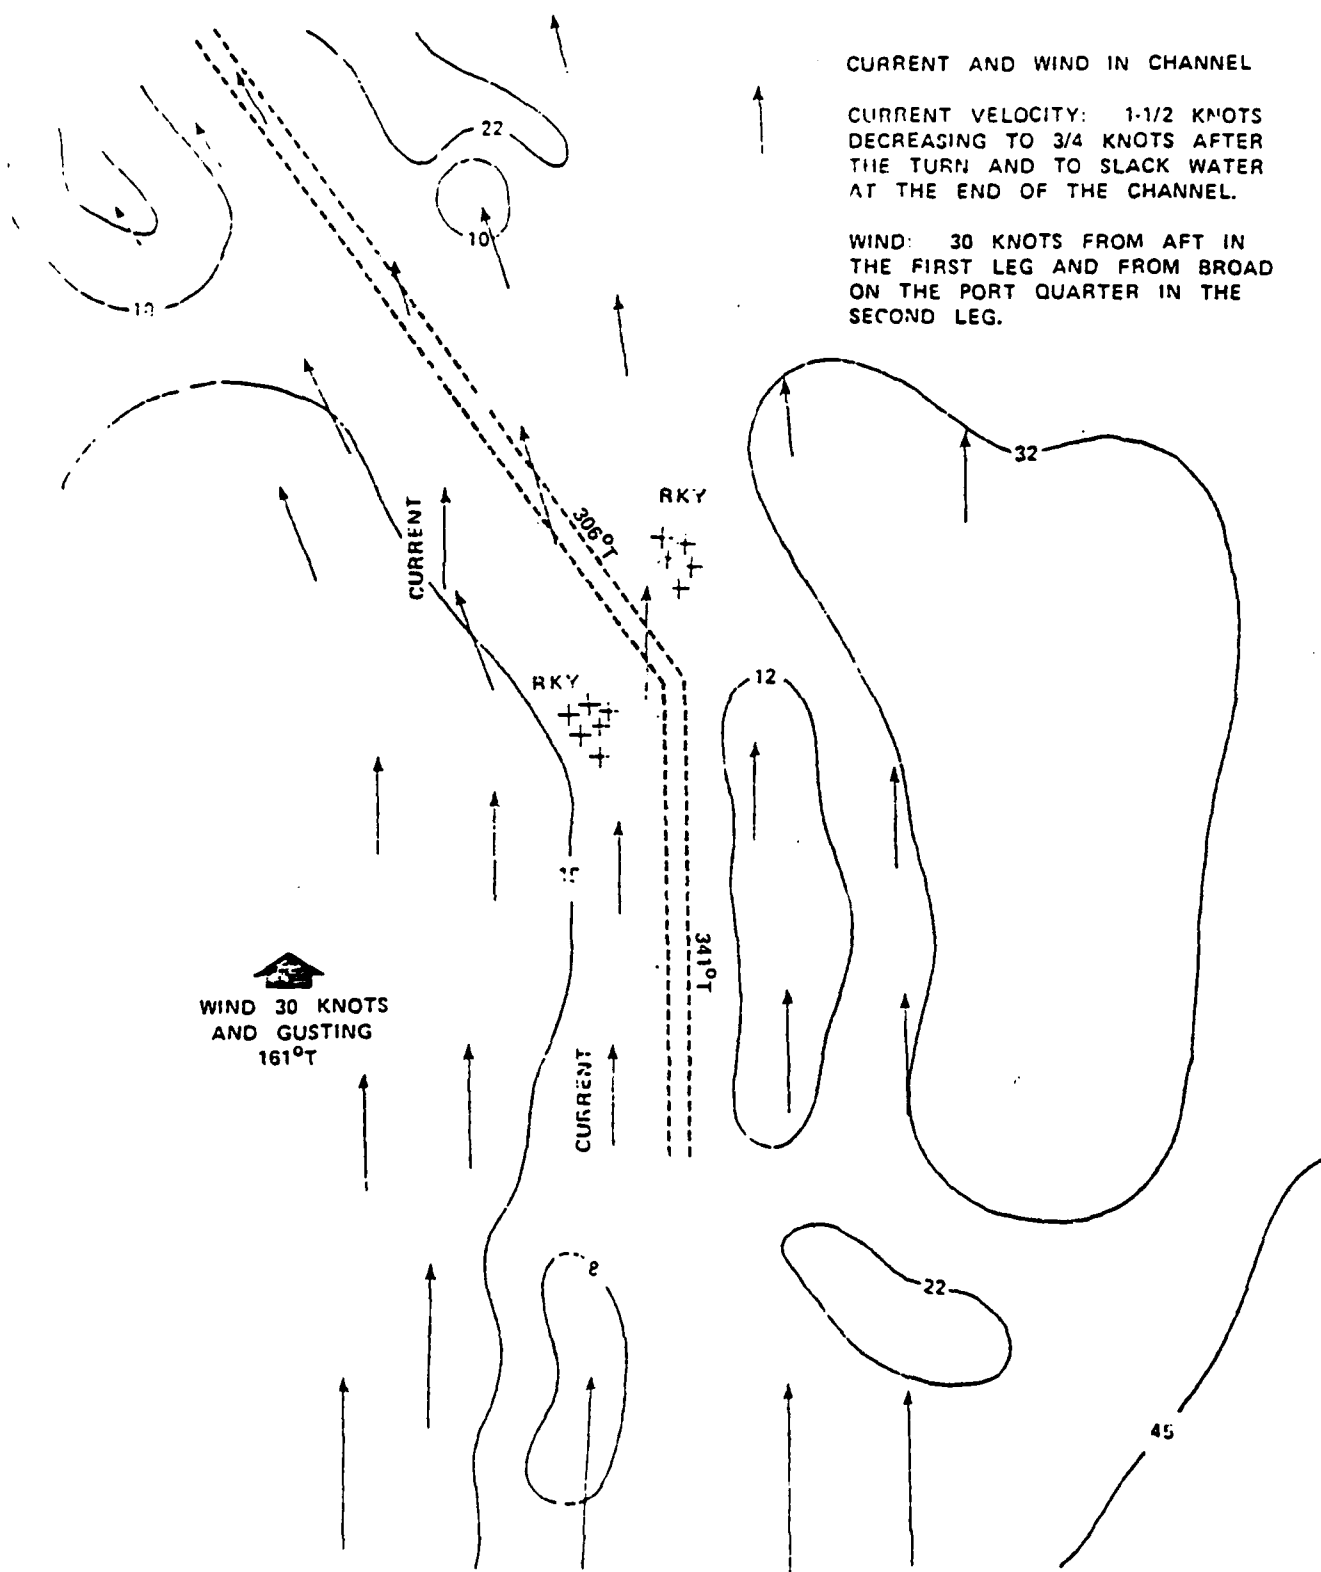 CURRENT AND WIND IN CHANNEL
CURRENT VELOCITY: 1-1/2 KNOTS
DECREASING TO 3/4 KNOTS AFTER
THE TURN AND TO SLACK WATER
AT THE END OF THE CHANNEL.
WIND: 30 KNOTS FROM AFT IN
THE FIRST LEG AND FROM BROAD
ON THE PORT QUARTER IN THE
SECOND LEG.
22
10
32
RKY
306°T
CURRENT
RKY
12
341°T
WIND 30 KNOTS
AND GUSTING
161°T
CURRENT
8
22
45